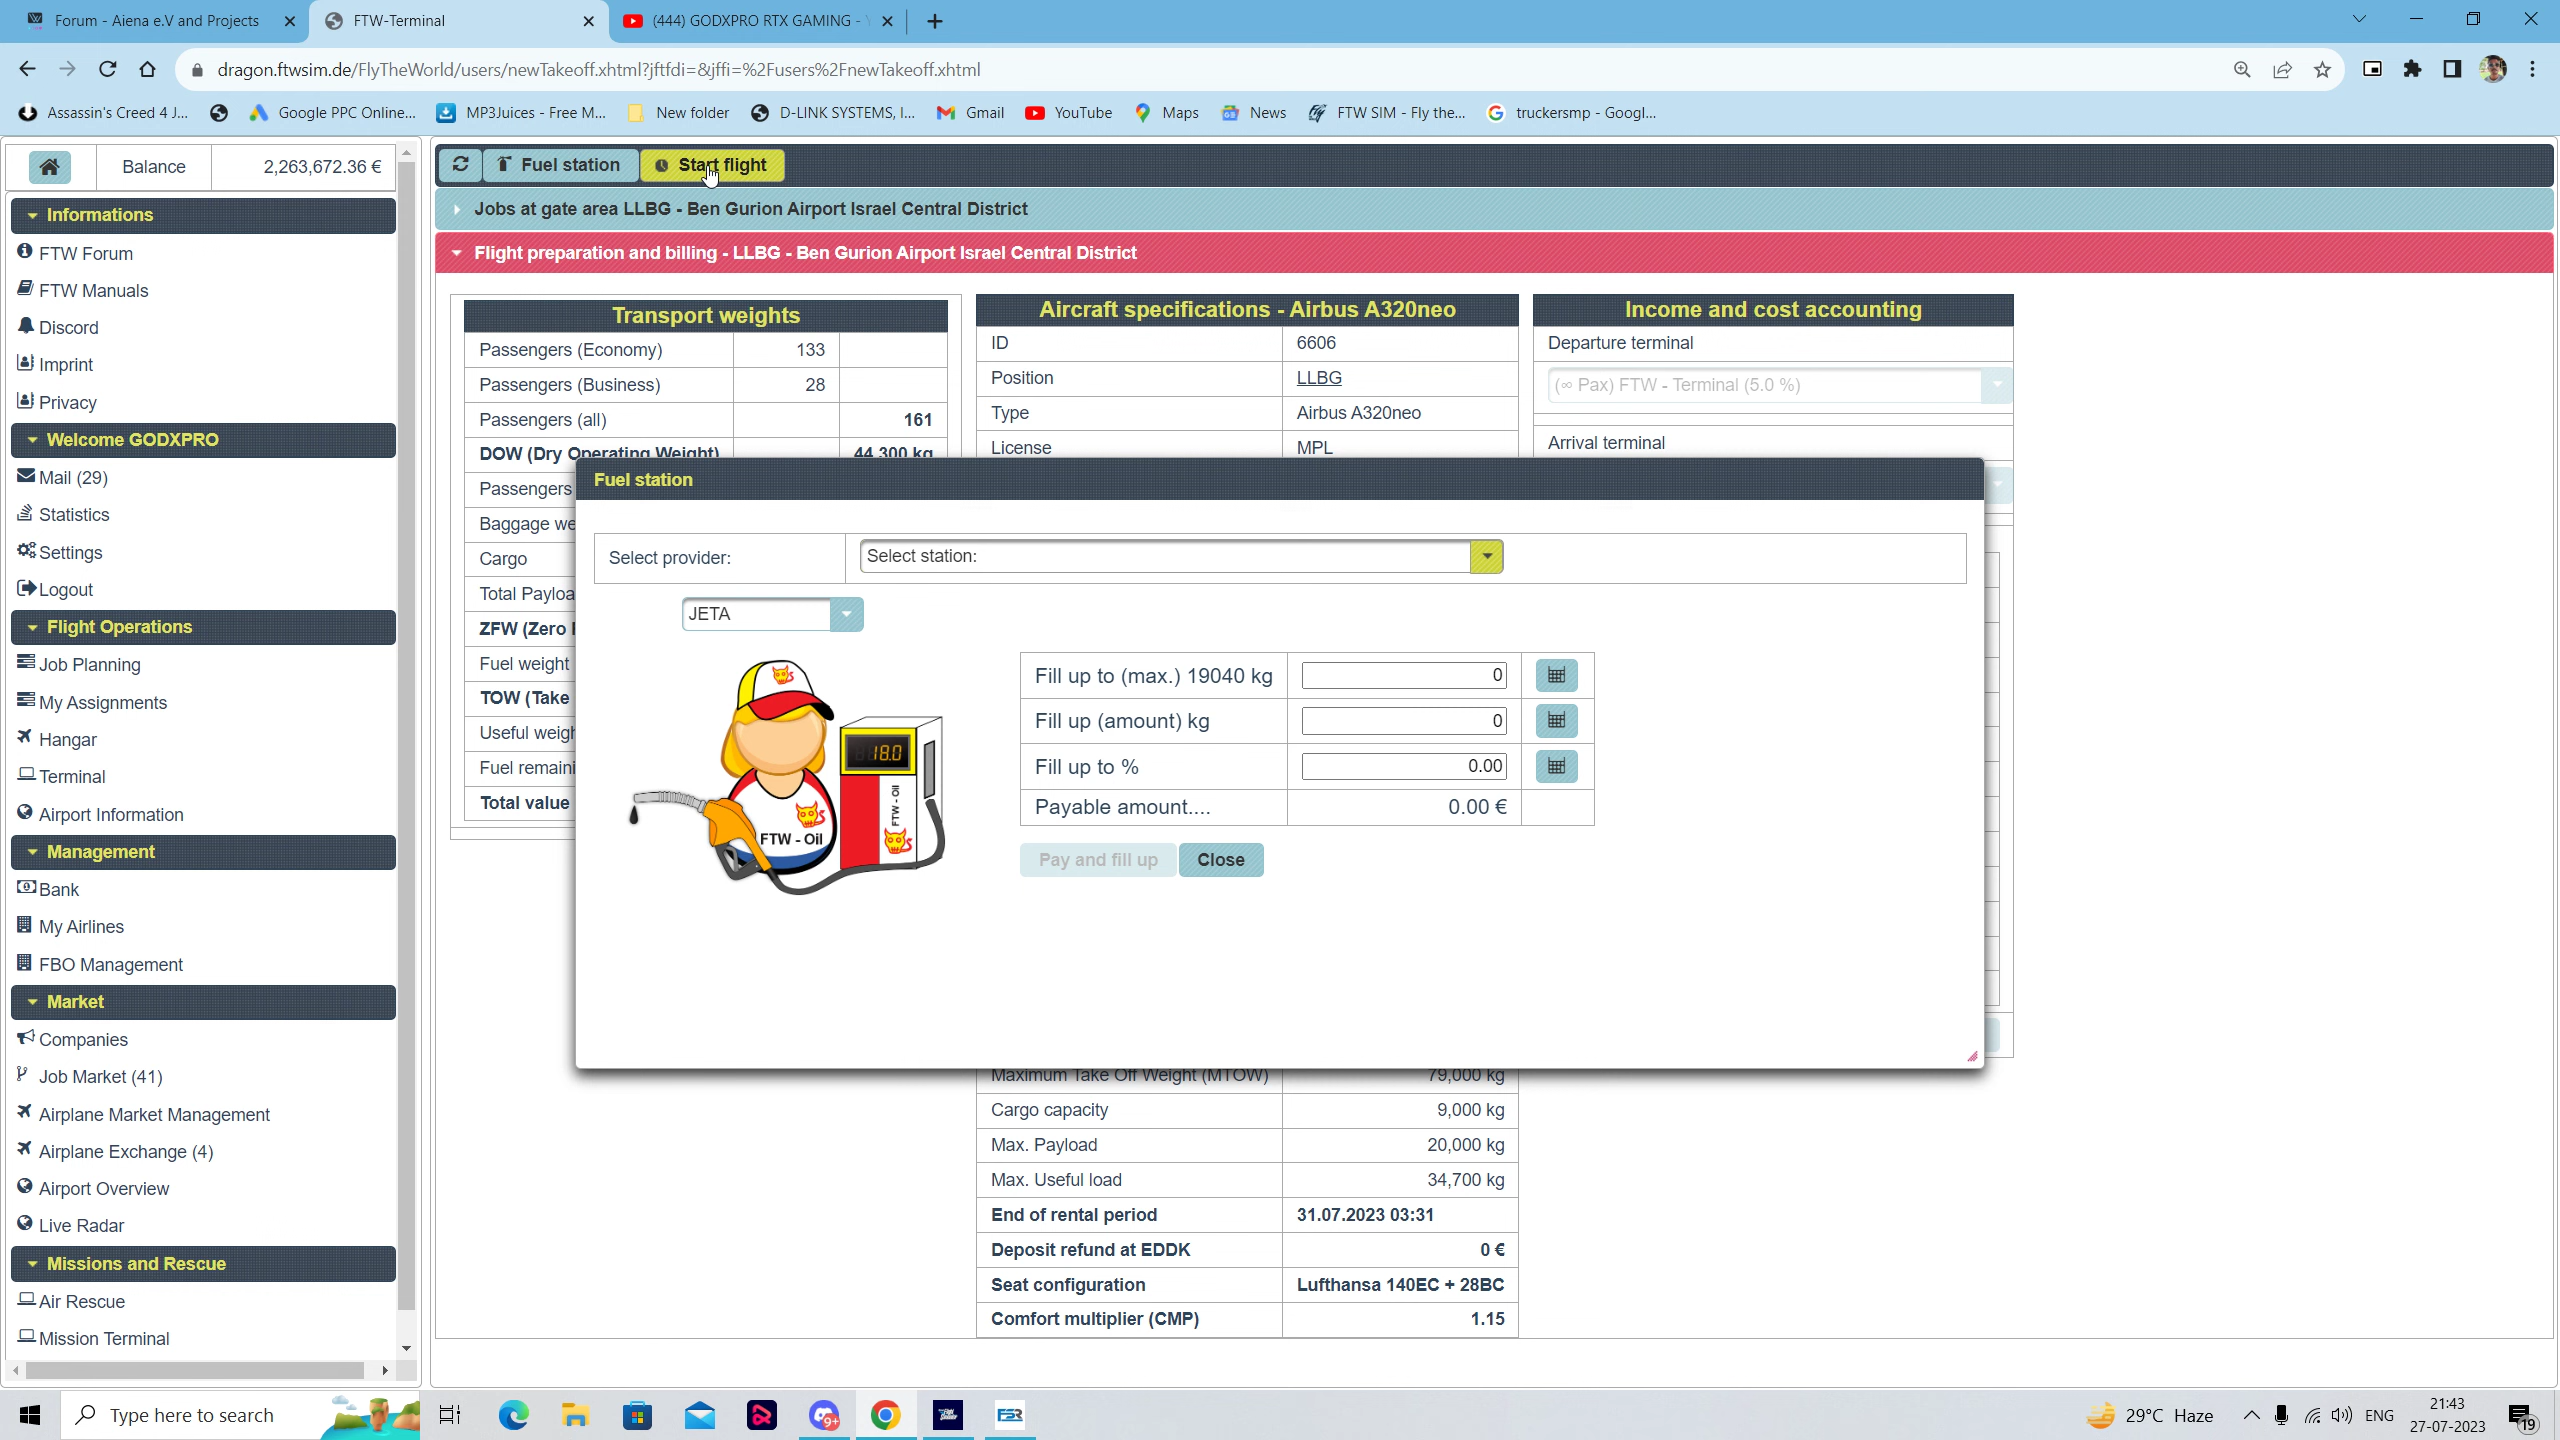 Forum - Aiena e.V and Projects
FTW-Terminal
(444) GODXPRO RTX GAMING -
dragon.ftwsim.de/FlyTheWorld/users/newTakeoff.xhtml?jftfdi=&jffi=%2Fusers%2FnewTakeoff.xhtml
Assassin's Creed 4 J... Google PPC Online... MP3Juices - Free M... New folder D-LINK SYSTEMS, I... Gmail YouTube Maps News FTW SIM - Fly the... truckersmp - Googl...
Balance 2,263,672.36 €
Informations
FTW Forum
FTW Manuals
Discord
Imprint
Privacy
Welcome GODXPRO
Mail (29)
Statistics
Settings
Logout
Flight Operations
Job Planning
My Assignments
Hangar
Terminal
Airport Information
Management
Bank
My Airlines
FBO Management
Market
Companies
Job Market (41)
Airplane Market Management
Airplane Exchange (4)
Airport Overview
Live Radar
Missions and Rescue
Air Rescue
Mission Terminal
Fuel station Start flight
Jobs at gate area LLBG - Ben Gurion Airport Israel Central District
Flight preparation and billing - LLBG - Ben Gurion Airport Israel Central District
Transport weights
Passengers (Economy) 133
Passengers (Business) 28
Passengers (all) 161
DOW (Dry Operating Weight) 44,300 kg
Passengers
Baggage we
Cargo
Total Payloa
ZFW (Zero
Fuel weight
TOW (Take
Useful weigh
Fuel remaini
Total value
Aircraft specifications - Airbus A320neo
ID 6606
Position LLBG
Type Airbus A320neo
License MPL
Income and cost accounting
Departure terminal
(∞ Pax) FTW - Terminal (5.0 %)
Arrival terminal
Fuel station
Select provider: Select station:
JETA
18.0
FTW - Oil
FTW - Oil
Fill up to (max.) 19040 kg 0
Fill up (amount) kg 0
Fill up to % 0.00
Payable amount.... 0.00 €
Pay and fill up Close
Maximum Take Off Weight (MTOW) 79,000 kg
Cargo capacity 9,000 kg
Max. Payload 20,000 kg
Max. Useful load 34,700 kg
End of rental period 31.07.2023 03:31
Deposit refund at EDDK 0 €
Seat configuration Lufthansa 140EC + 28BC
Comfort multiplier (CMP) 1.15
Type here to search
9+
FSR
29°C Haze
ENG
21:43
27-07-2023
19